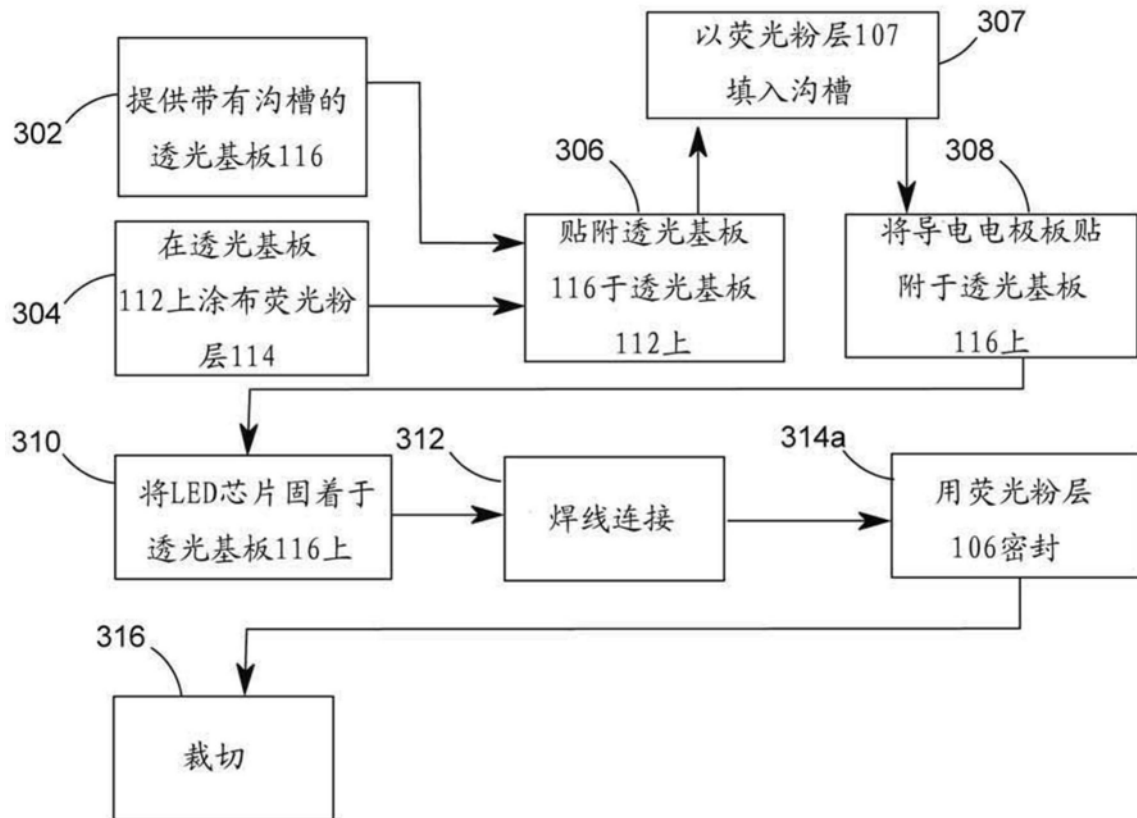 302
提供带有沟槽的
透光基板116
304
在透光基板
112上涂布荧光粉
层114
306
贴附透光基板
116于透光基板
112上
307
以荧光粉层107
填入沟槽
308
将导电电极板贴
附于透光基板
116上
310
将LED芯片固着于
透光基板116上
312
焊线连接
314a
用荧光粉层
106密封
316
裁切